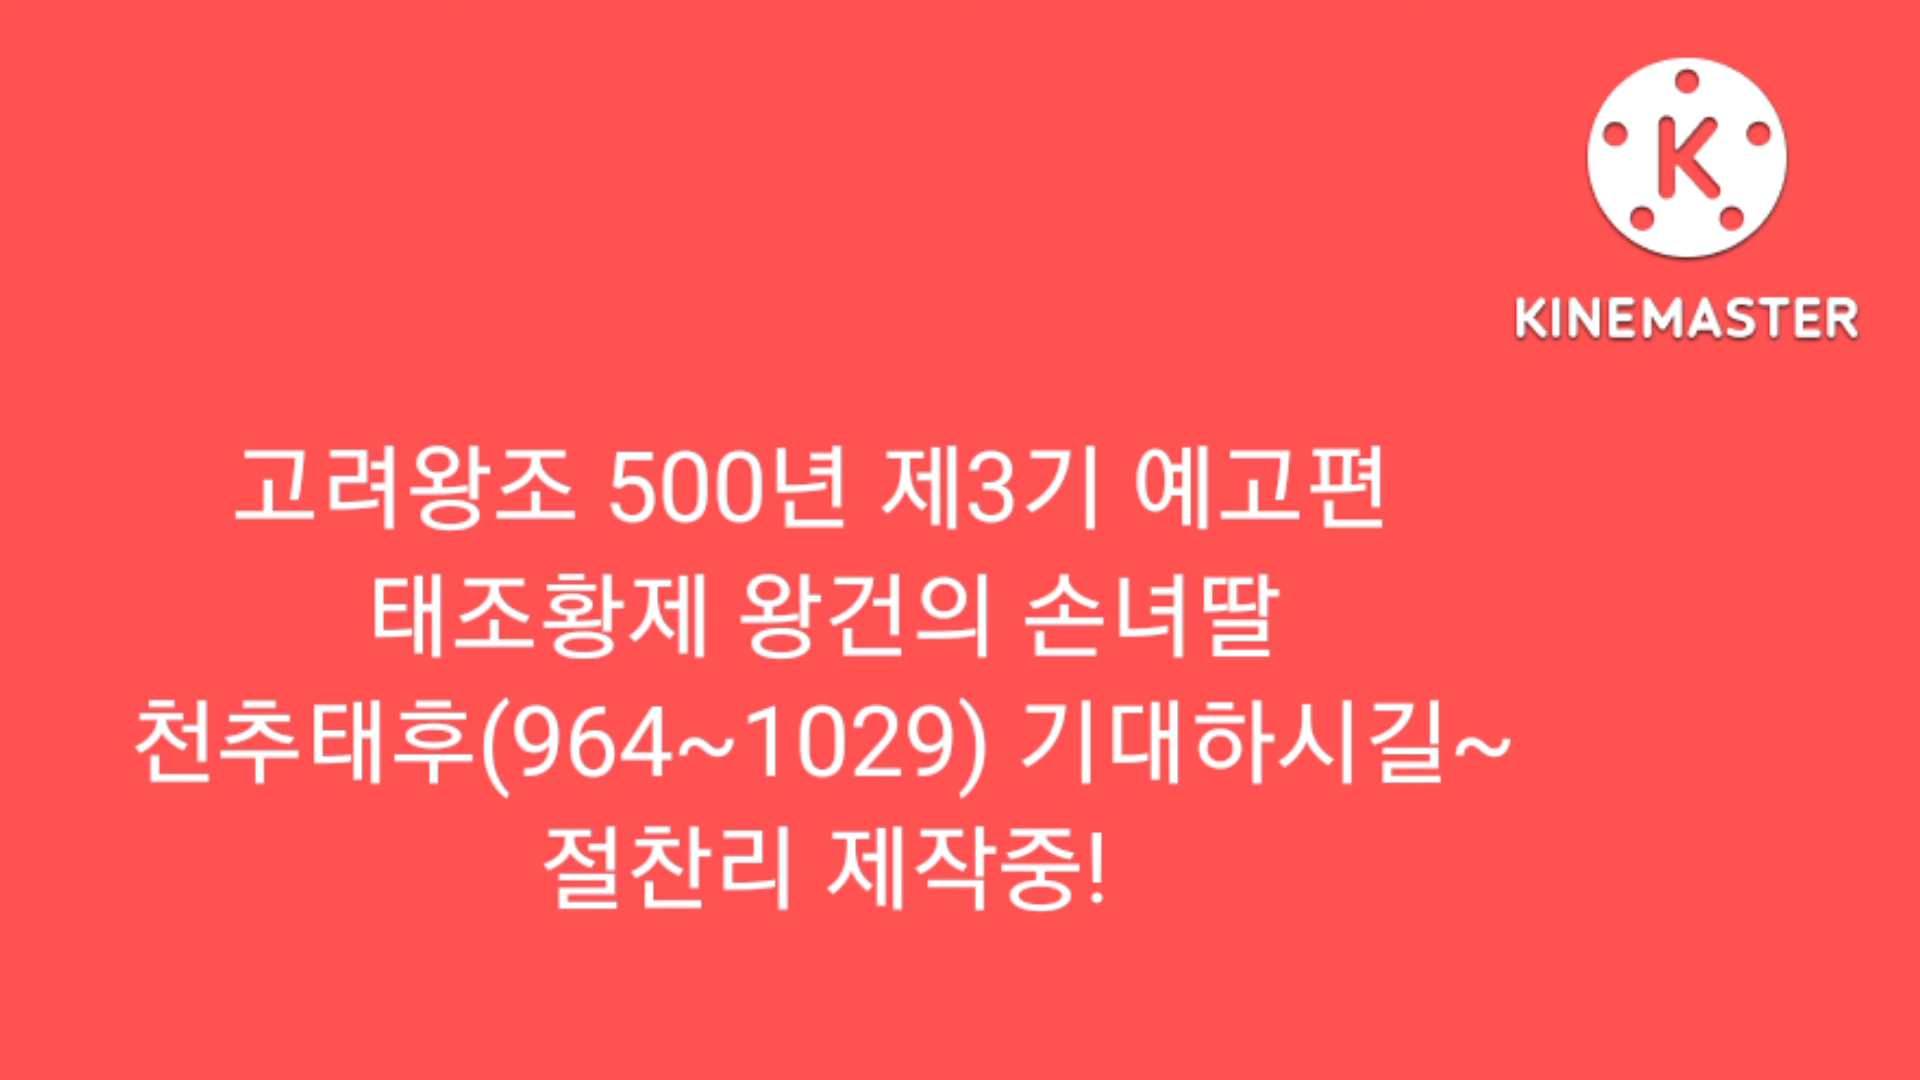 KINEMASTER
고려왕조 500년 제3기 예고편
태조황제 왕건의 손녀딸
천추태후(964~1029) 기대하시길~
절찬리 제작중!